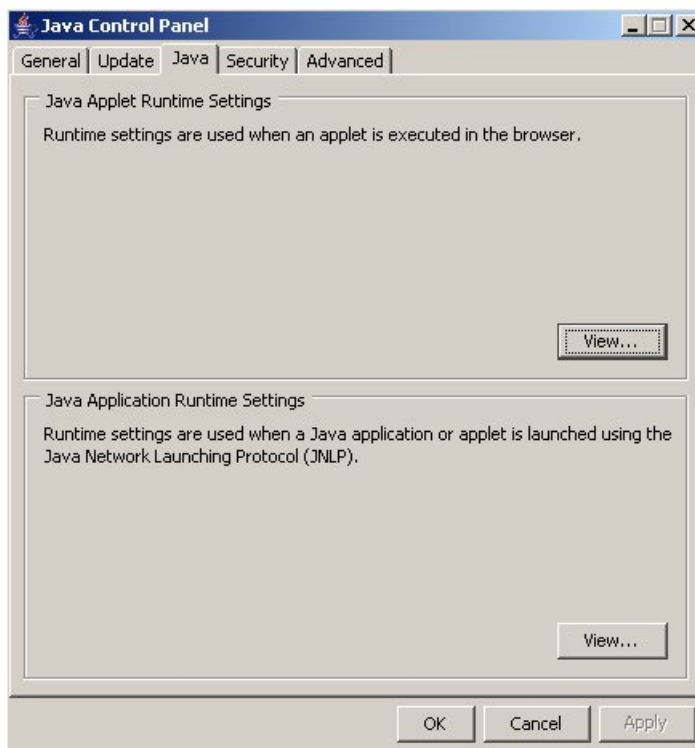 Java Control Panel
General Update Java Security Advanced
Java Applet Runtime Settings
Runtime settings are used when an applet is executed in the browser.
View...
Java Application Runtime Settings
Runtime settings are used when a Java application or applet is launched using the
Java Network Launching Protocol (JNLP).
View...
OK Cancel Apply